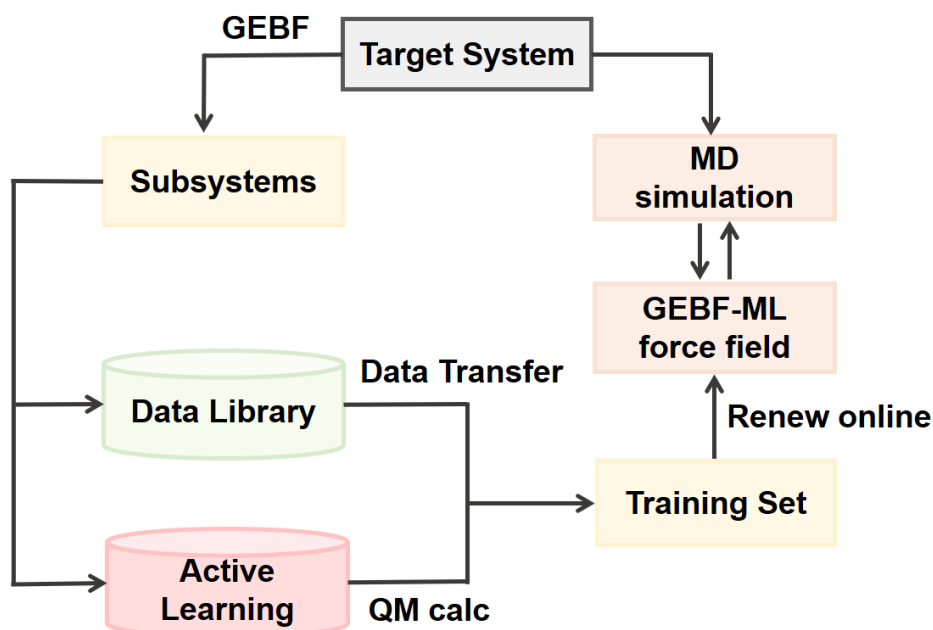 GEBF
Target System
Subsystems
MD
simulation
GEBF-ML
force field
Data Transfer
Data Library
Renew online
Training Set
Active
Learning
QM calc